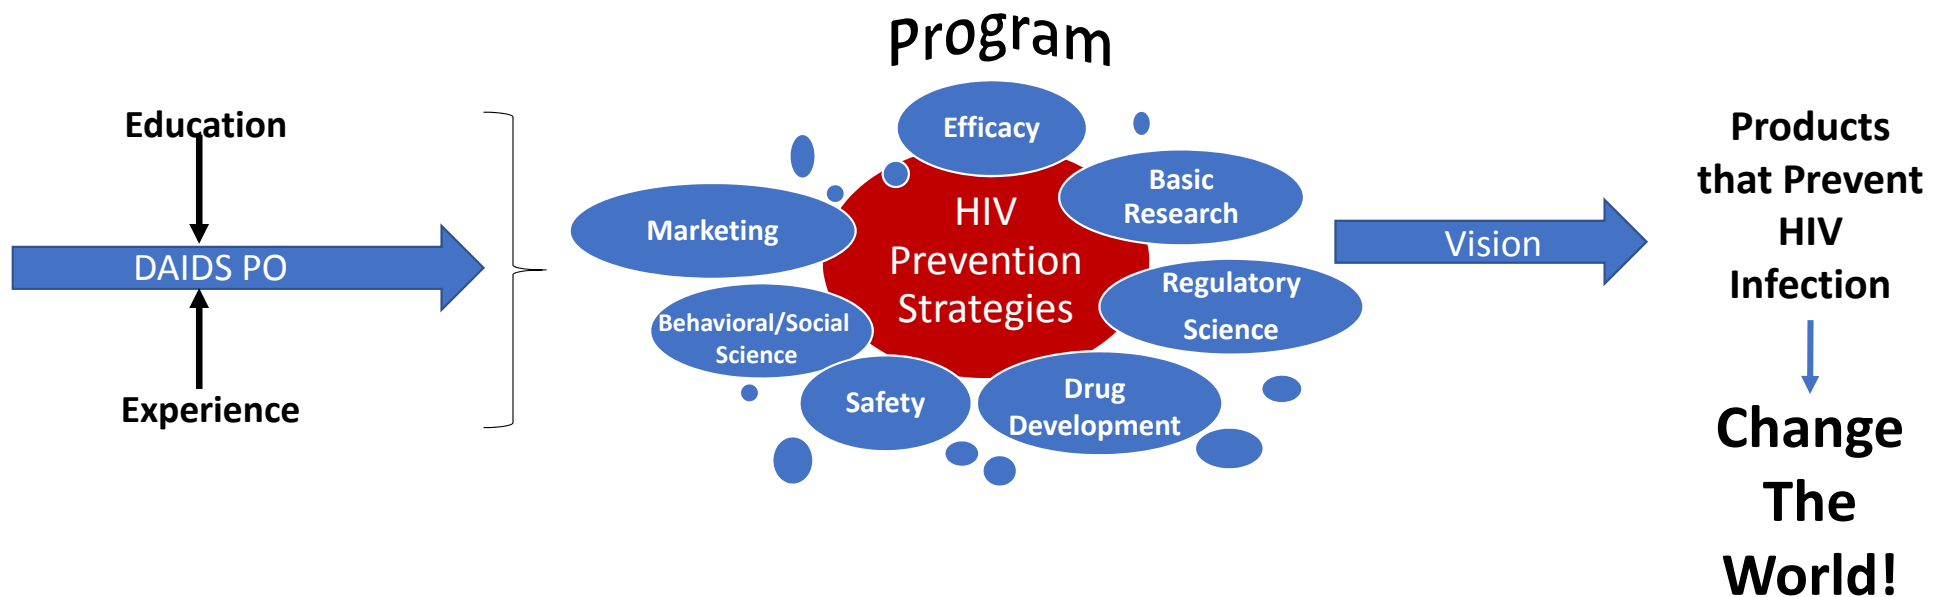 Program
Education
DAIDS PO
Experience
Efficacy
Basic
Research
Marketing
HIV
Prevention
Strategies
Regulatory
Science
Behavioral/Social
Science
Safety
Drug
Development
Vision
Products
that Prevent
HIV
Infection
Change
The
World!